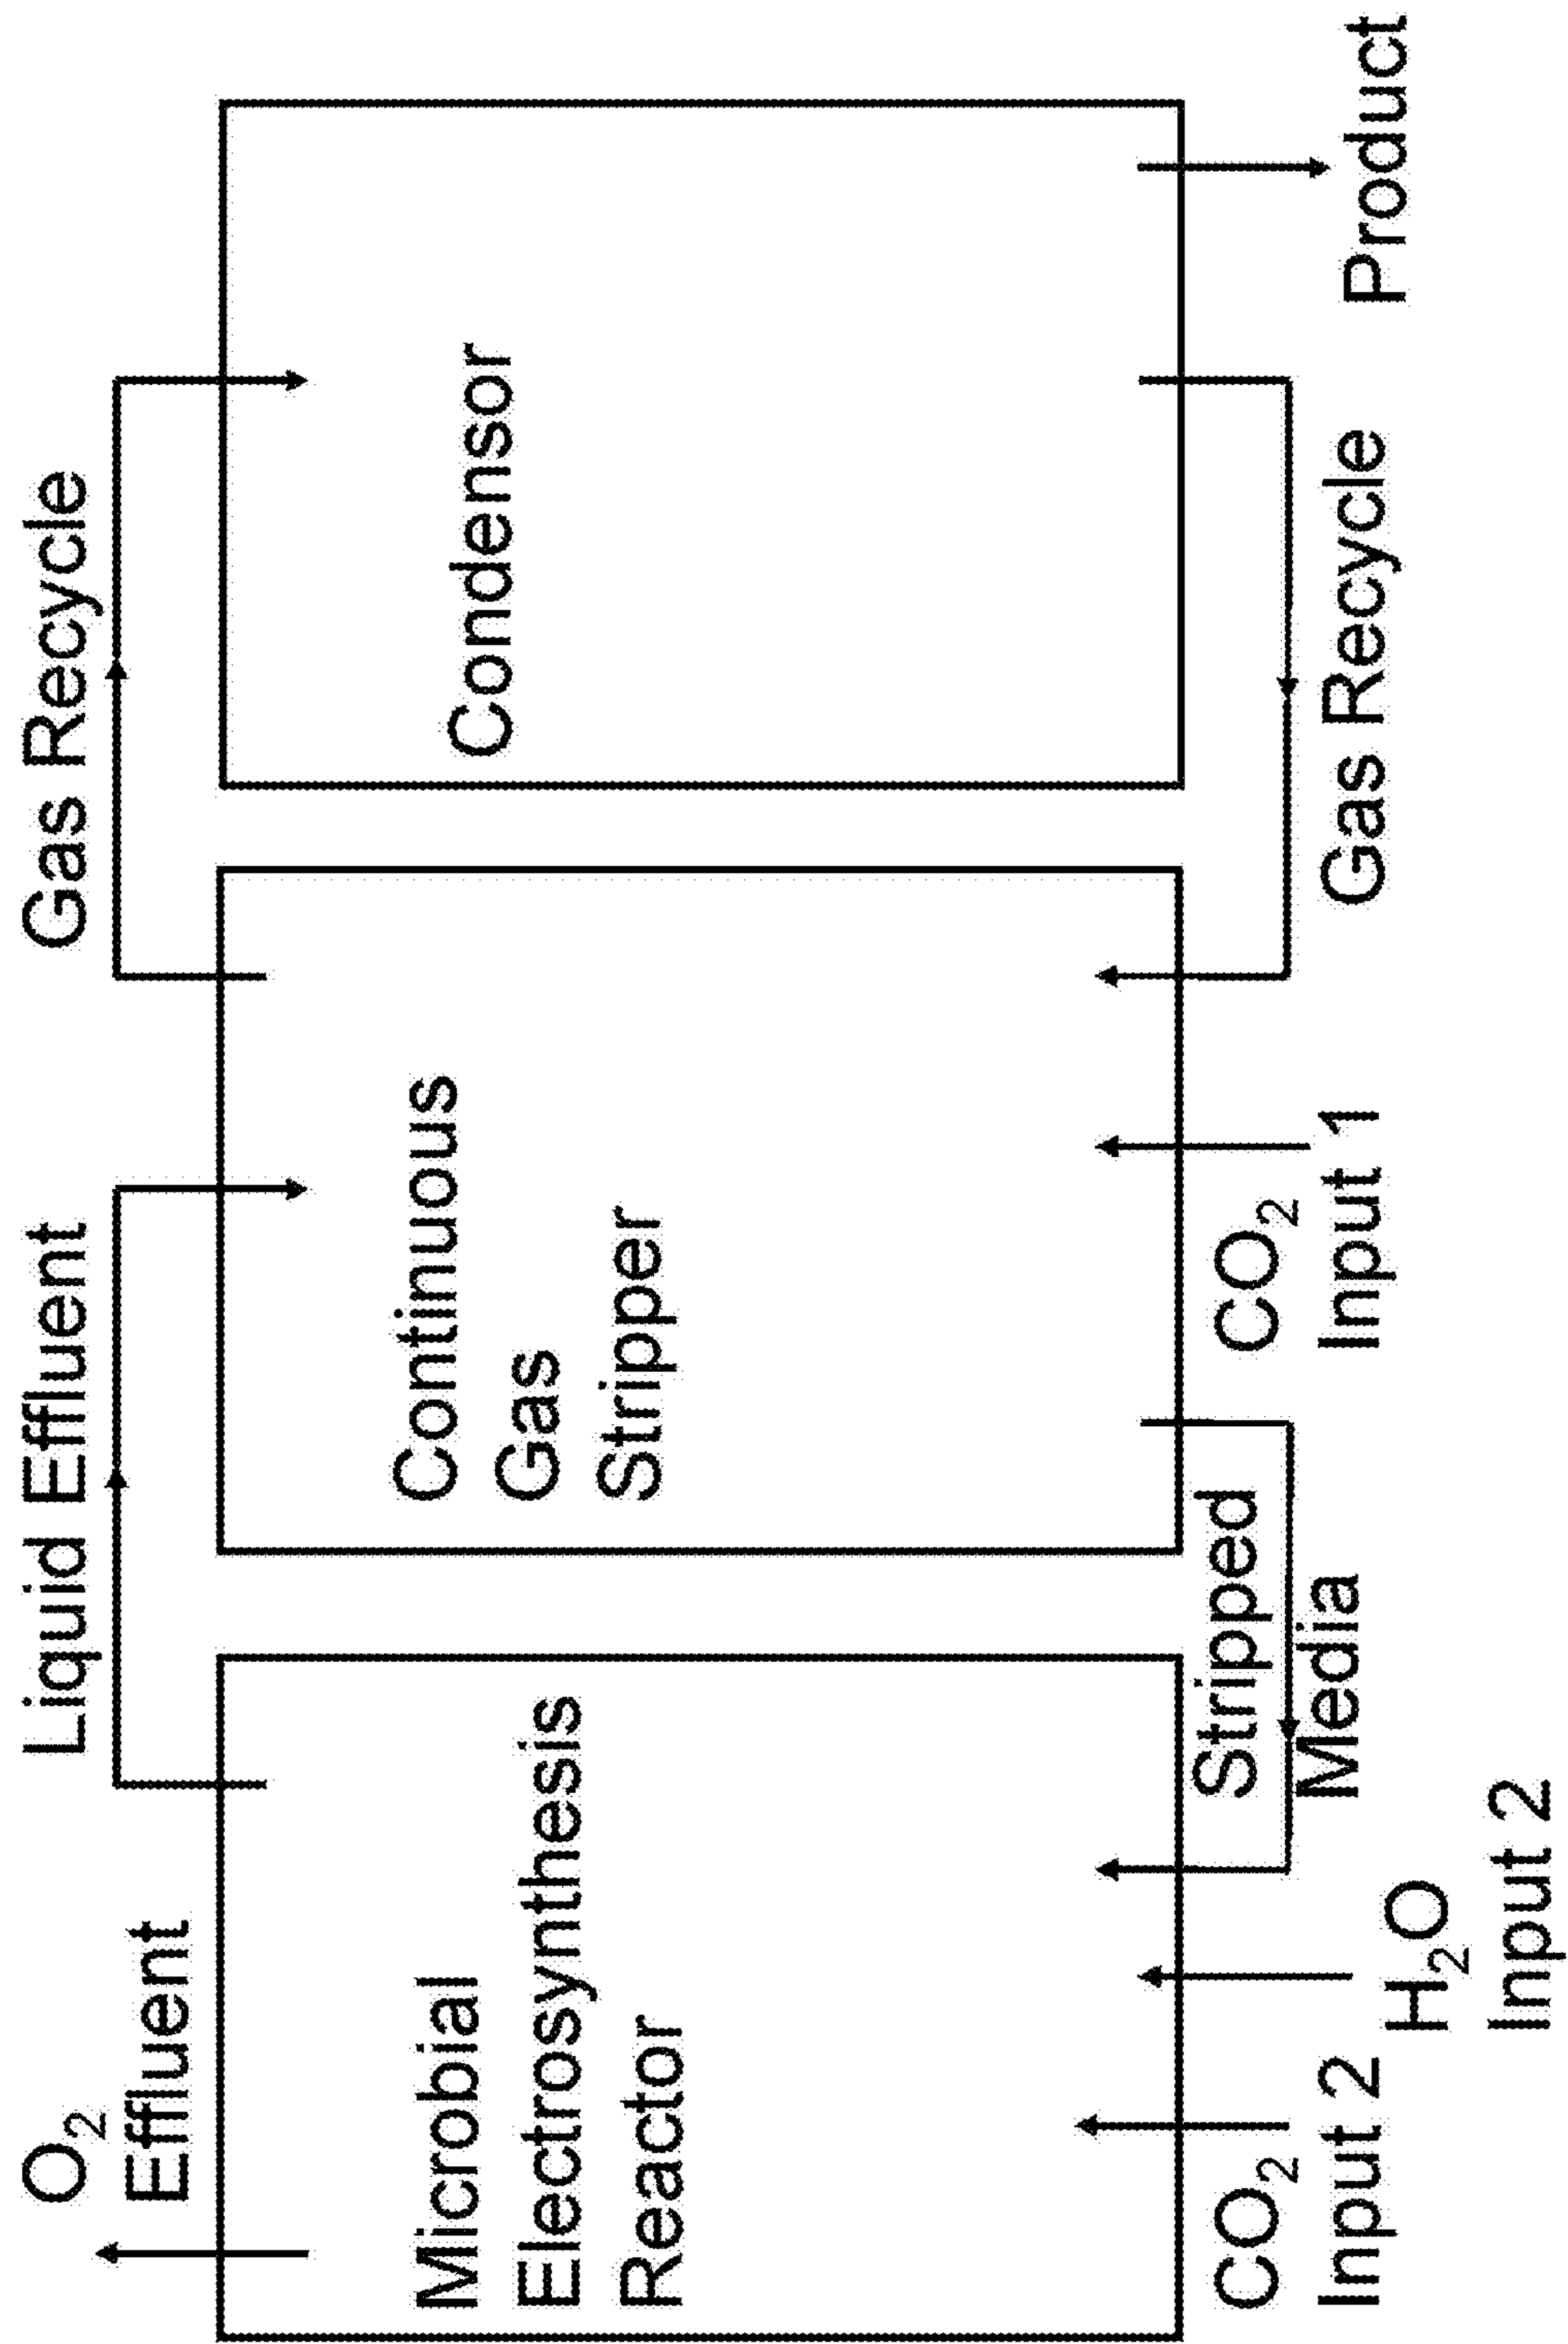 O₂
Effluent
Liquid Effluent
Gas Recycle
Microbial
Electrosynthesis
Reactor
Continuous
Gas
Stripper
Condensor
CO₂
Input 2
H₂O
Input 2
Stripped
Media
CO₂
Input 1
Gas Recycle
Product